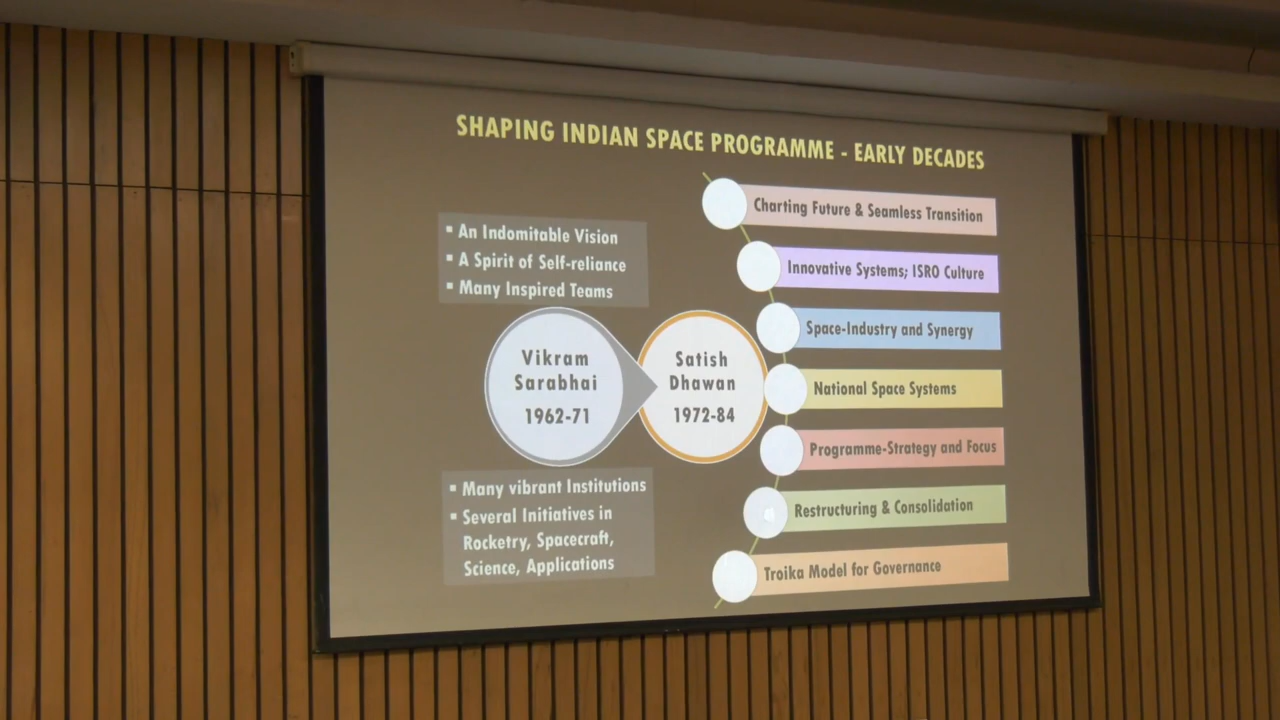 SHAPING INDIAN SPACE PROGRAMME - EARLY DECADES
▪ An Indomitable Vision
▪ A Spirit of Self-reliance
▪ Many Inspired Teams
Vikram
Sarabhai
1962-71
▪ Many vibrant Institutions
▪ Several Initiatives in
Rocketry, Spacecraft,
Science, Applications
Satish
Dhawan
1972-84
Charting Future & Seamless Transition
Innovative Systems; ISRO Culture
Space-Industry and Synergy
National Space Systems
Programme-Strategy and Focus
Restructuring & Consolidation
Troika Model for Governance